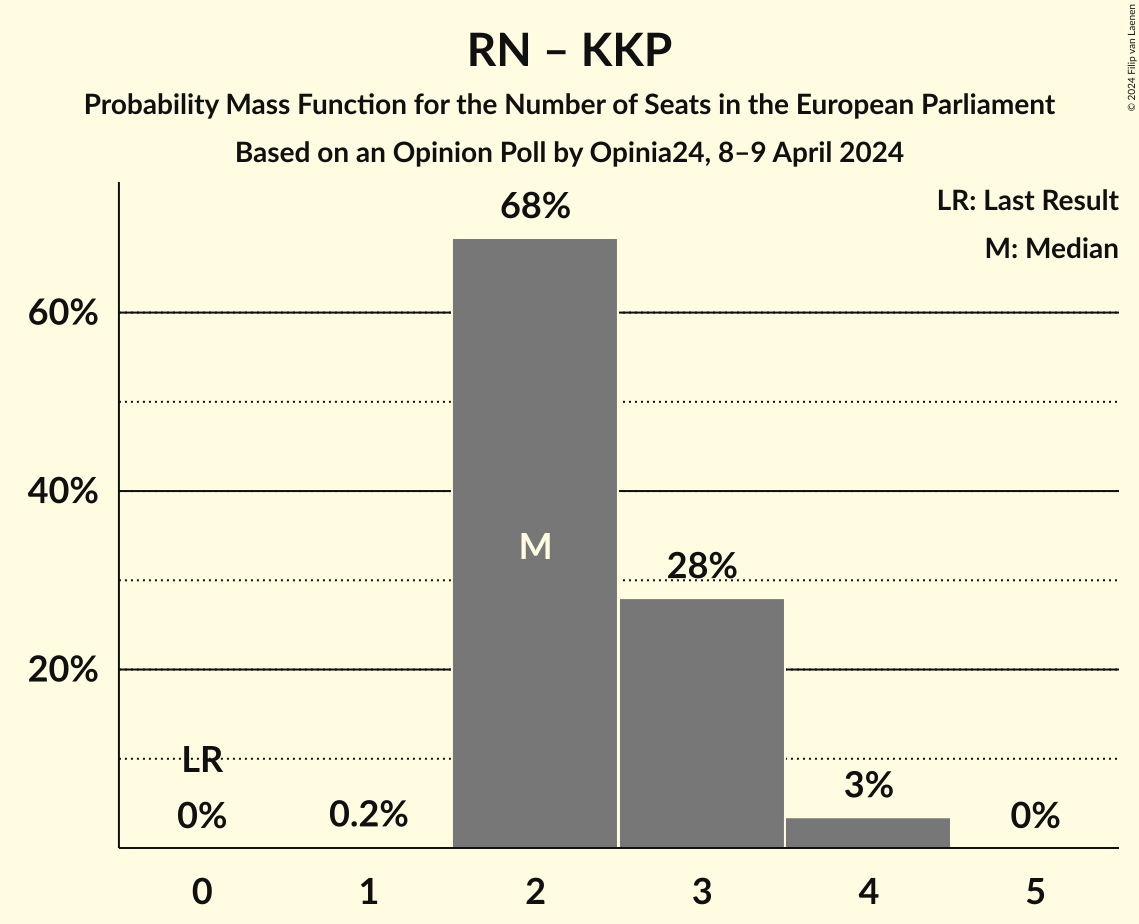 RN – KKP
Probability Mass Function for the Number of Seats in the European Parliament
Based on an Opinion Poll by Opinia24, 8–9 April 2024
© 2024 Filip van Laenen
LR: Last Result
M: Median
68%
60%
40%
M
28%
20%
LR
3%
0%
0.2%
0%
0 1 2 3 4 5